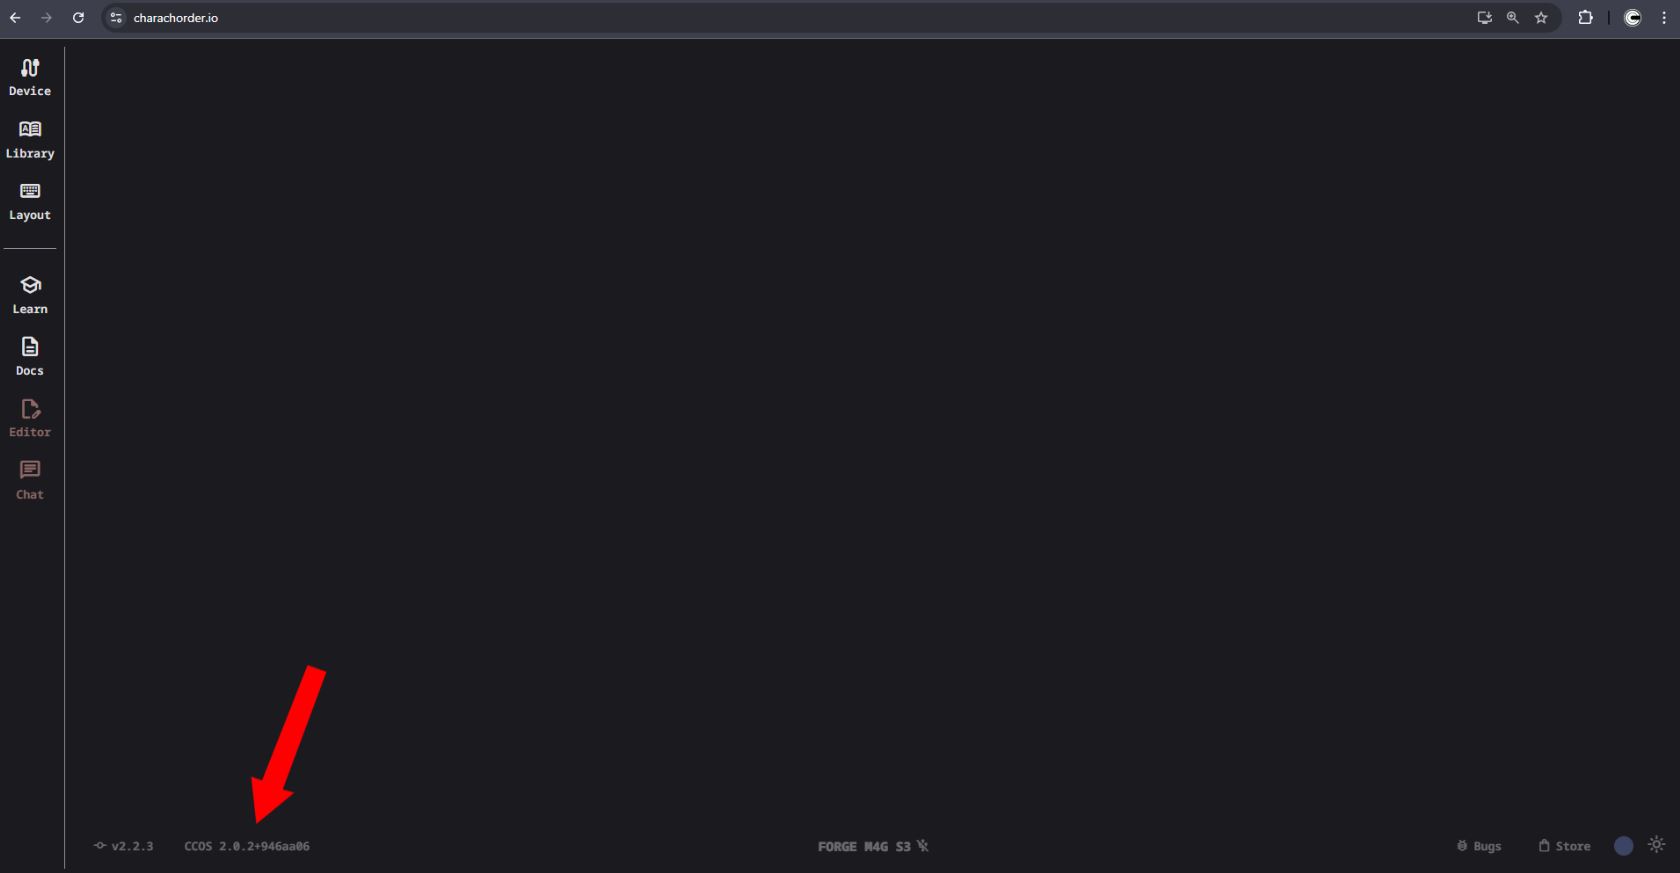 charachorder.io
Device
Library
Layout
Learn
Docs
Editor
Chat
v2.2.3 CCOS 2.0.2+946aa06 FORGE M4G S3 Bugs Store